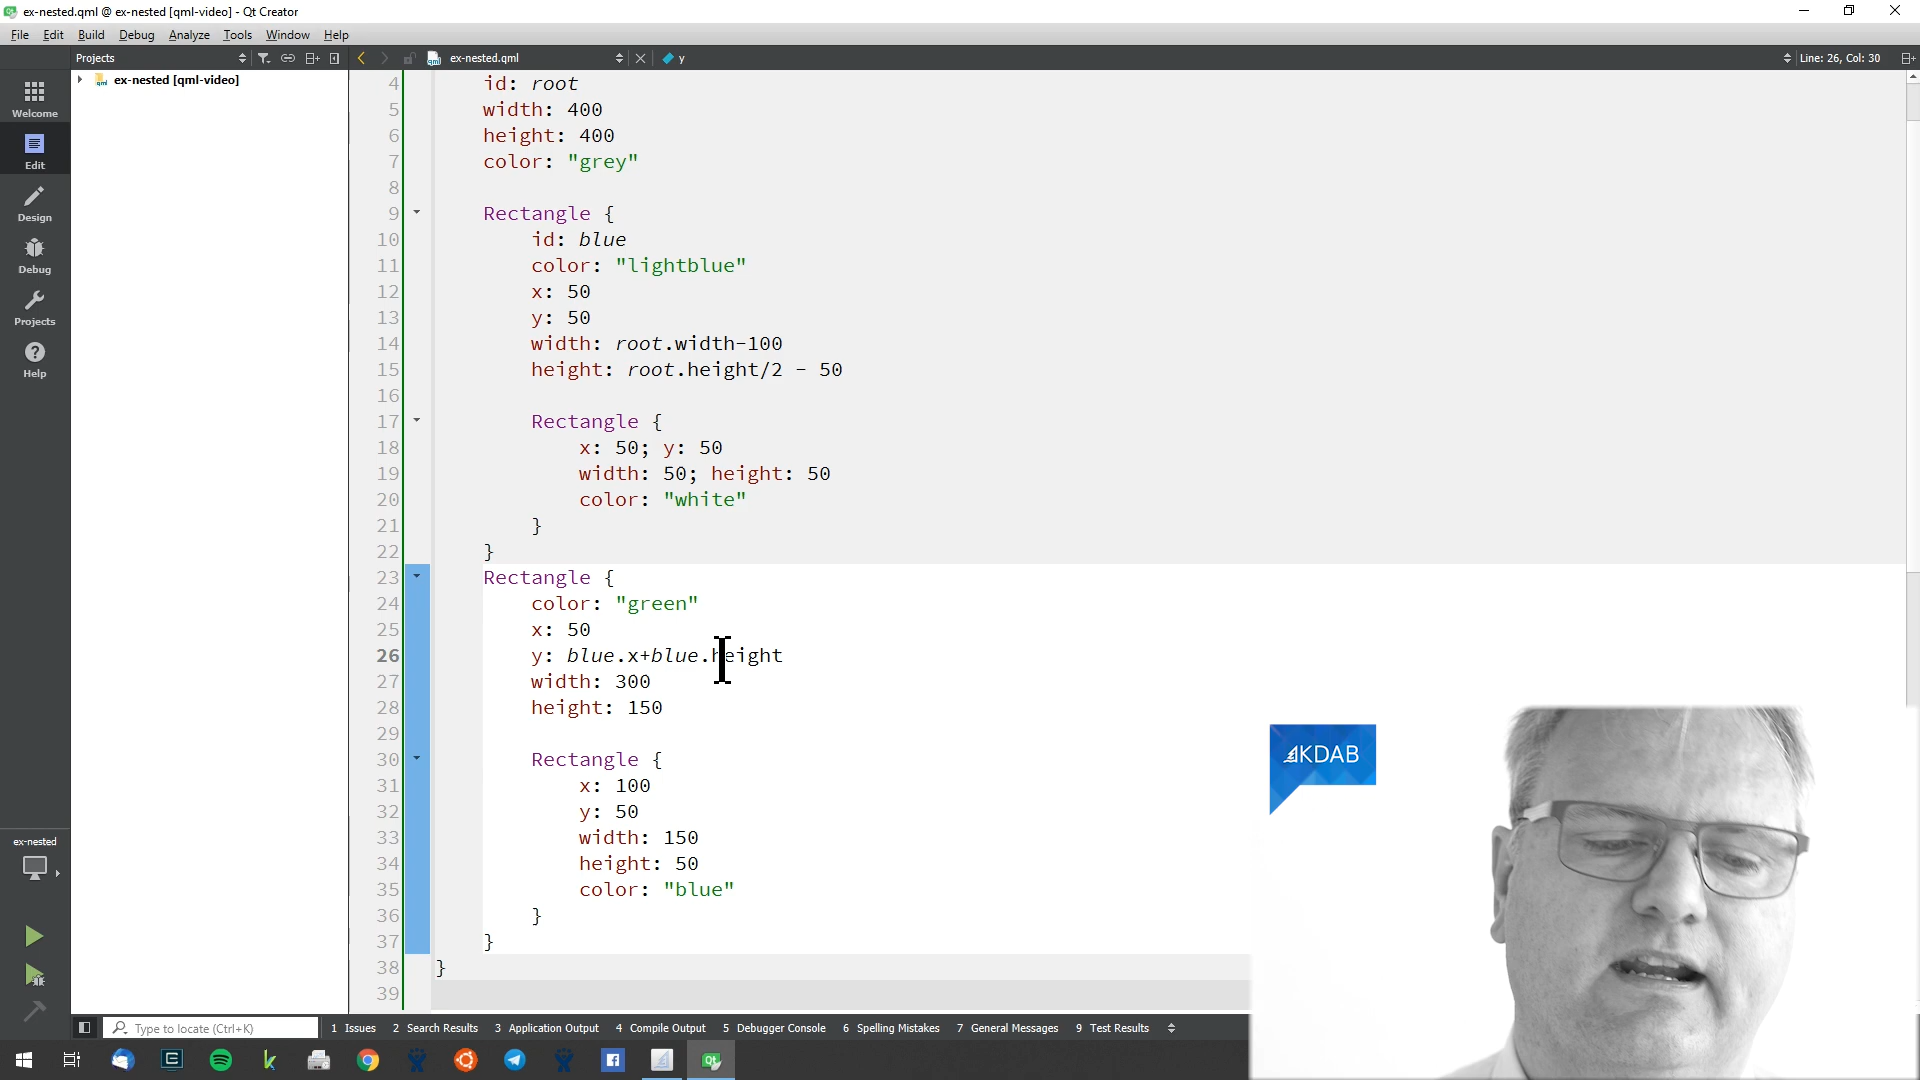 ex-nested.qml @ ex-nested [qml-video] - Qt Creator
File Edit Build Debug Analyze Tools Window Help
Projects ex-nested.qml y Line: 26, Col: 30
ex-nested [qml-video]
Welcome
Edit
Design
Debug
Projects
Help
4 id: root
5 width: 400
6 height: 400
7 color: "grey"
8
9 Rectangle {
10 id: blue
11 color: "lightblue"
12 x: 50
13 y: 50
14 width: root.width-100
15 height: root.height/2 - 50
16
17 Rectangle {
18 x: 50; y: 50
19 width: 50; height: 50
20 color: "white"
21 }
22 }
23 Rectangle {
24 color: "green"
25 x: 50
26 y: blue.x+blue.height
27 width: 300
28 height: 150
29
30 Rectangle {
31 x: 100
32 y: 50
33 width: 150
34 height: 50
35 color: "blue"
36 }
37 }
38 }
39
KDAB
ex-nested
Type to locate (Ctrl+K) 1 Issues 2 Search Results 3 Application Output 4 Compile Output 5 Debugger Console 6 Spelling Mistakes 7 General Messages 9 Test Results